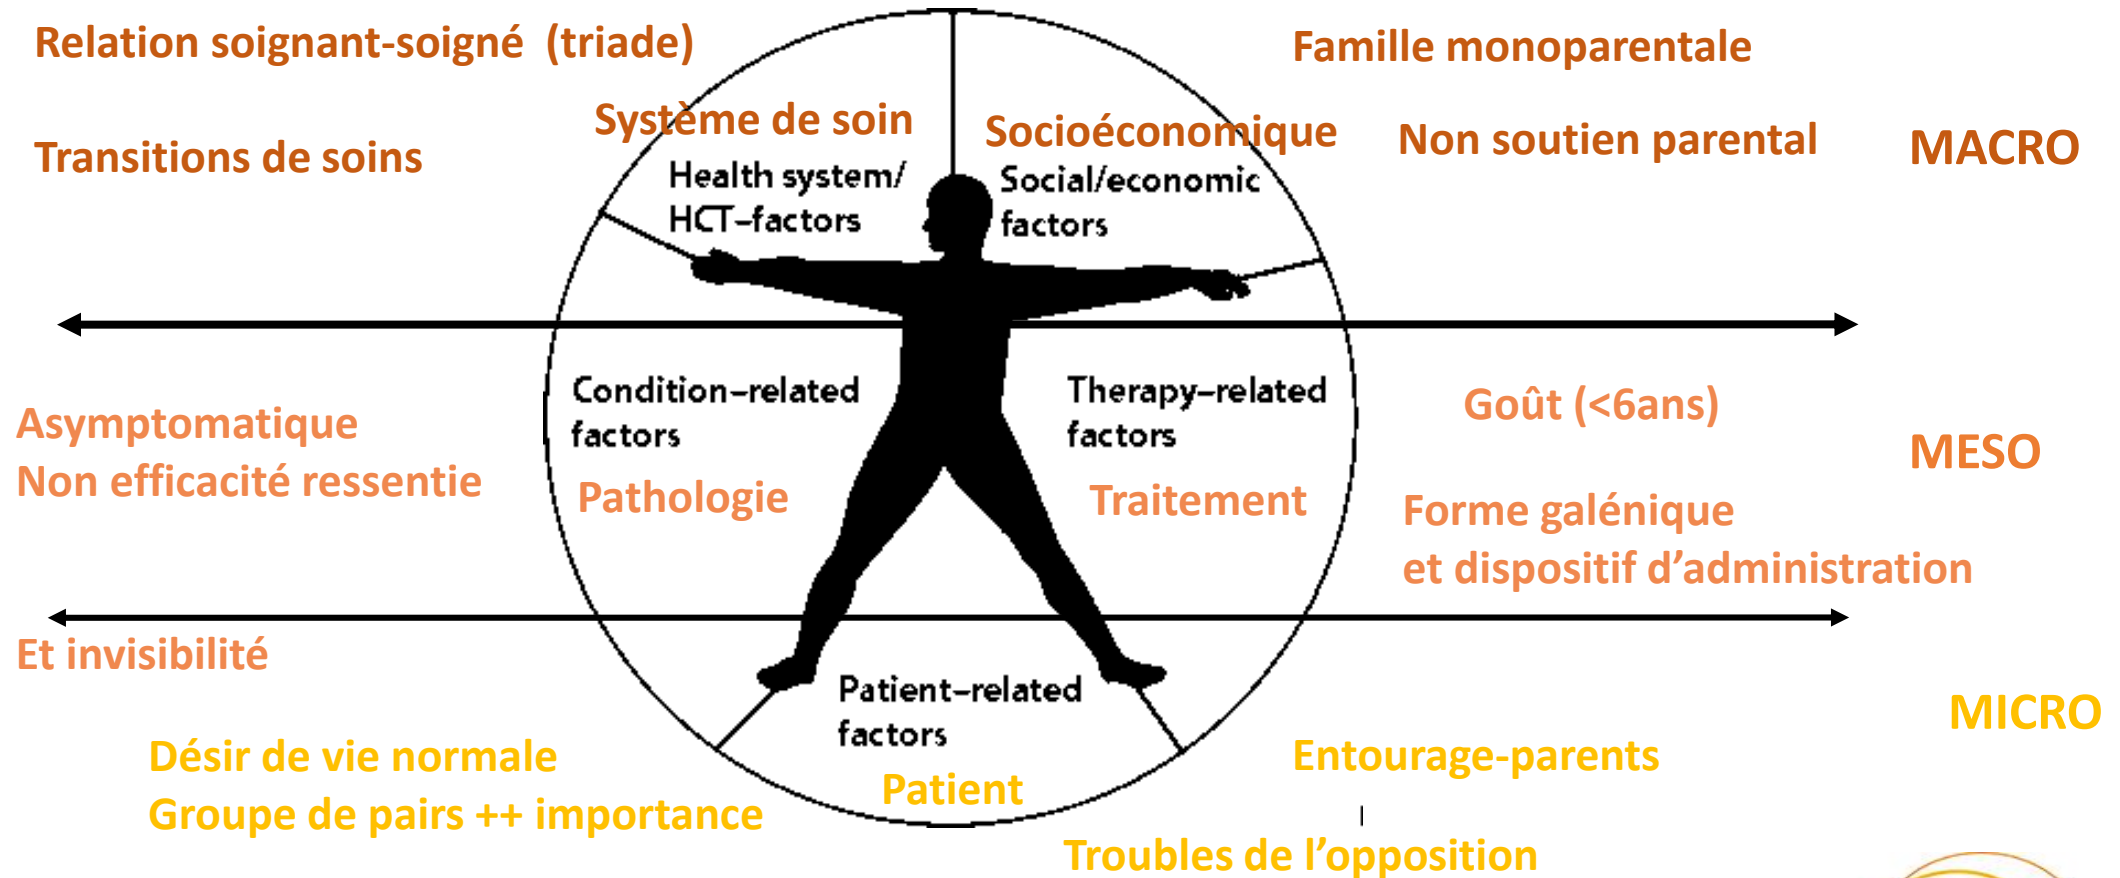 Relation soignant-soigné (triade)
Famille monoparentale
Système de soin
Socioéconomique
Non soutien parental
MACRO
Transitions de soins
Health system/
HCT-factors
Social/economic
factors
Condition-related
factors
Therapy-related
factors
Goût (<6ans)
Asymptomatique
Non efficacité ressentie
MESO
Pathologie
Traitement
Forme galénique
et dispositif d’administration
Et invisibilité
Patient-related
factors
MICRO
Désir de vie normale
Groupe de pairs ++ importance
Patient
Entourage-parents
Troubles de l’opposition